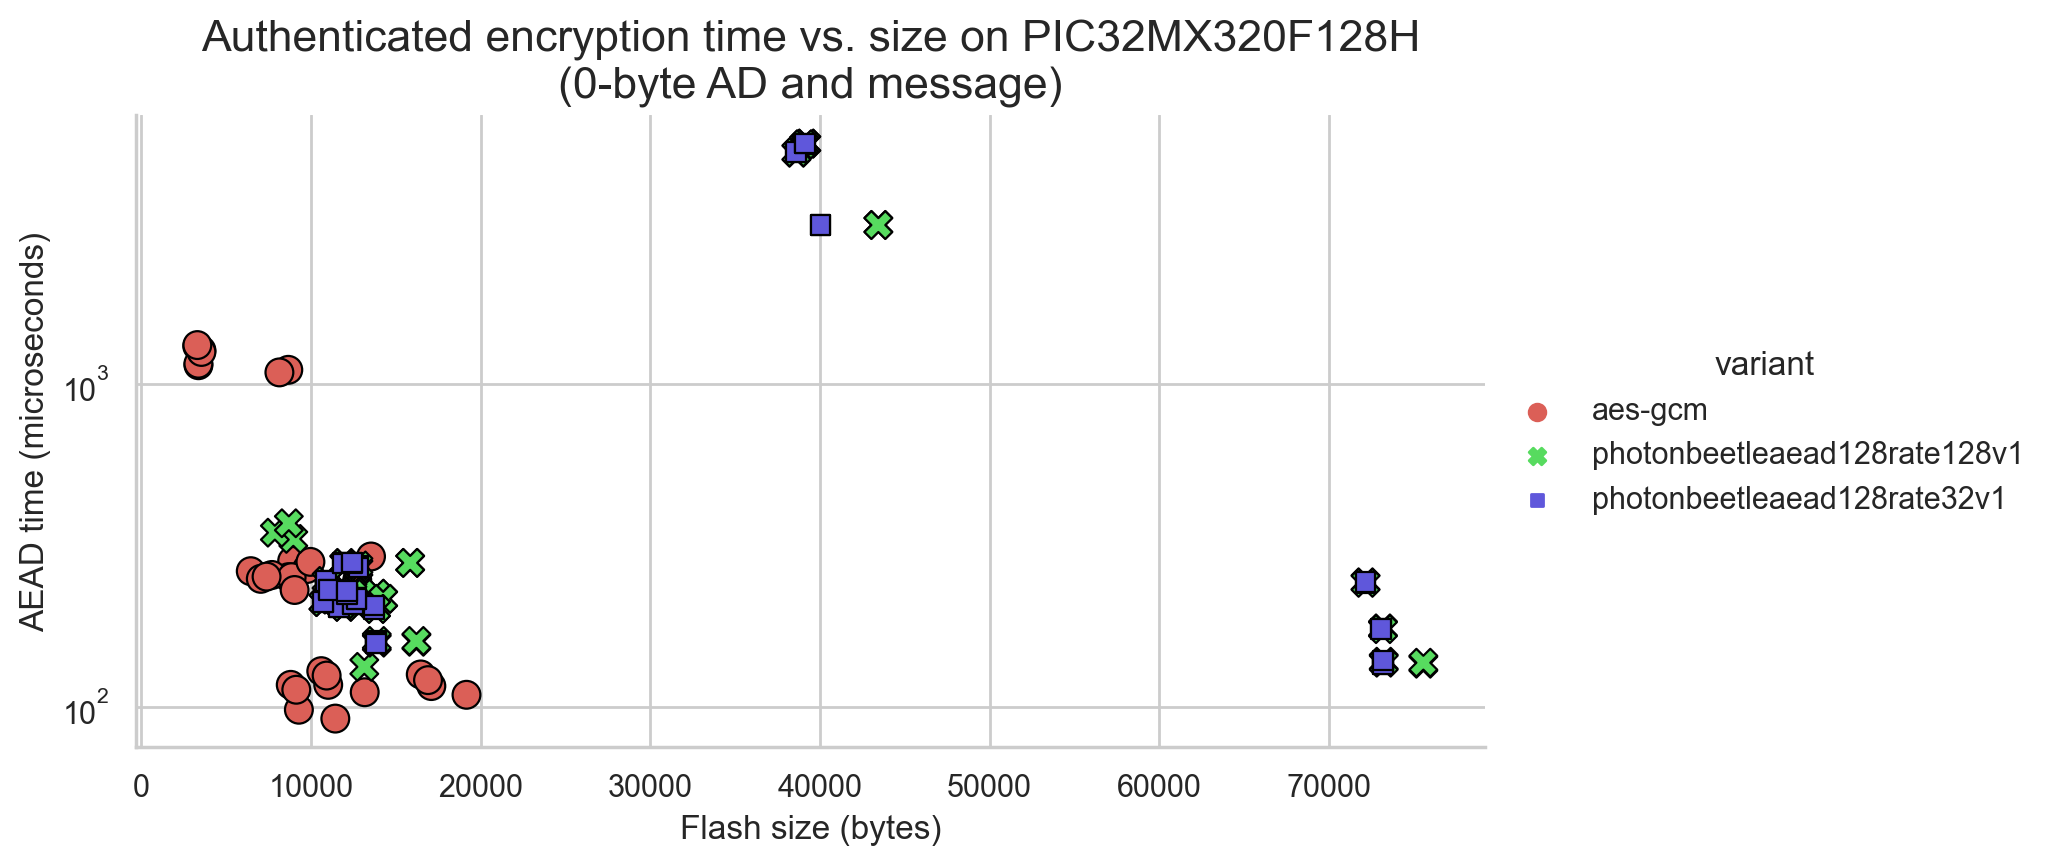 Authenticated encryption time vs. size on PIC32MX320F128H
(0-byte AD and message)
AEAD time (microseconds)
10³
10²
0 10000 20000 30000 40000 50000 60000 70000
Flash size (bytes)
variant
aes-gcm
photonbeetleaead128rate128v1
photonbeetleaead128rate32v1